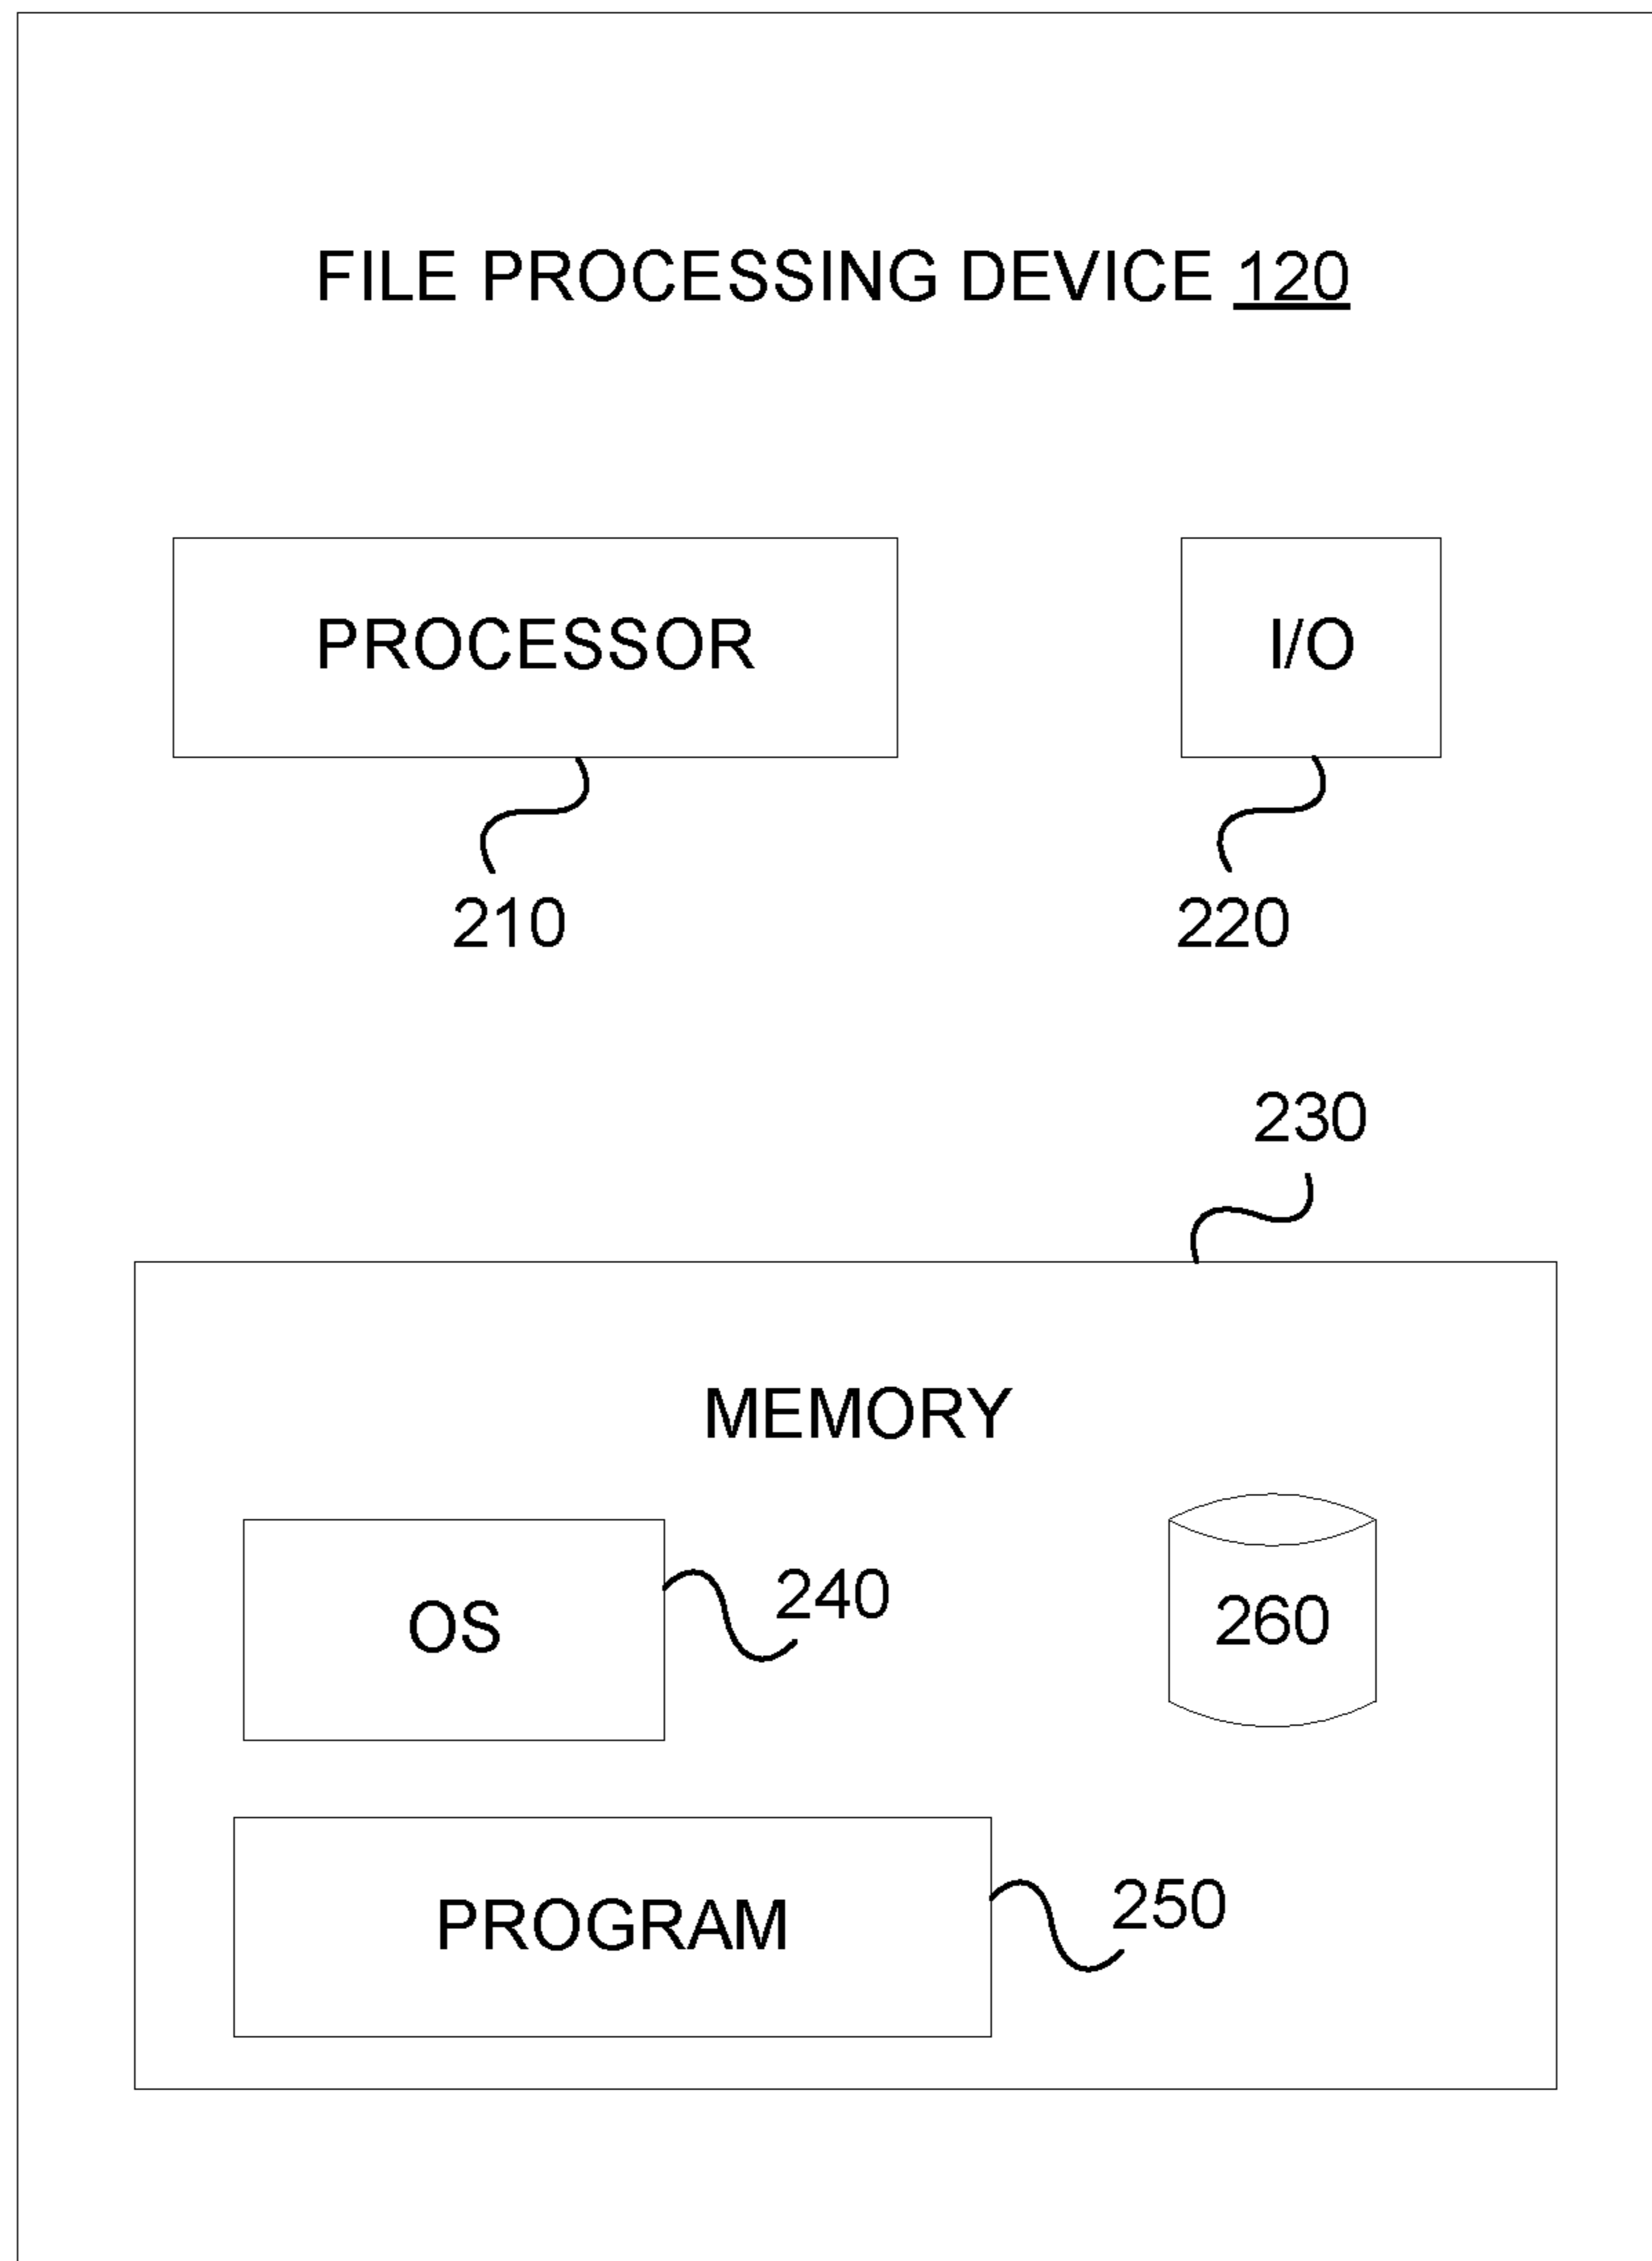 FILE PROCESSING DEVICE 120
PROCESSOR
I/O
210
220
230
MEMORY
OS
240
260
PROGRAM
250